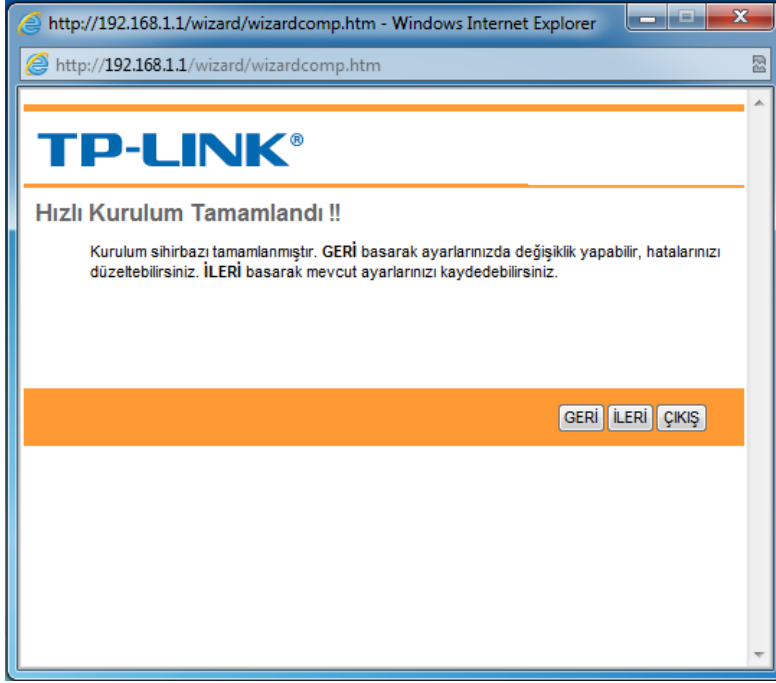 http://192.168.1.1/wizard/wizardcomp.htm - Windows Internet Explorer
http://192.168.1.1/wizard/wizardcomp.htm
TP-LINK®
Hızlı Kurulum Tamamlandı !!
Kurulum sihirbazı tamamlanmıştır. GERİ basarak ayarlarınızda değişiklik yapabilir, hatalarınızı
düzeltebilirsiniz. İLERİ basarak mevcut ayarlarınızı kaydedebilirsiniz.
GERİ İLERİ ÇIKIŞ